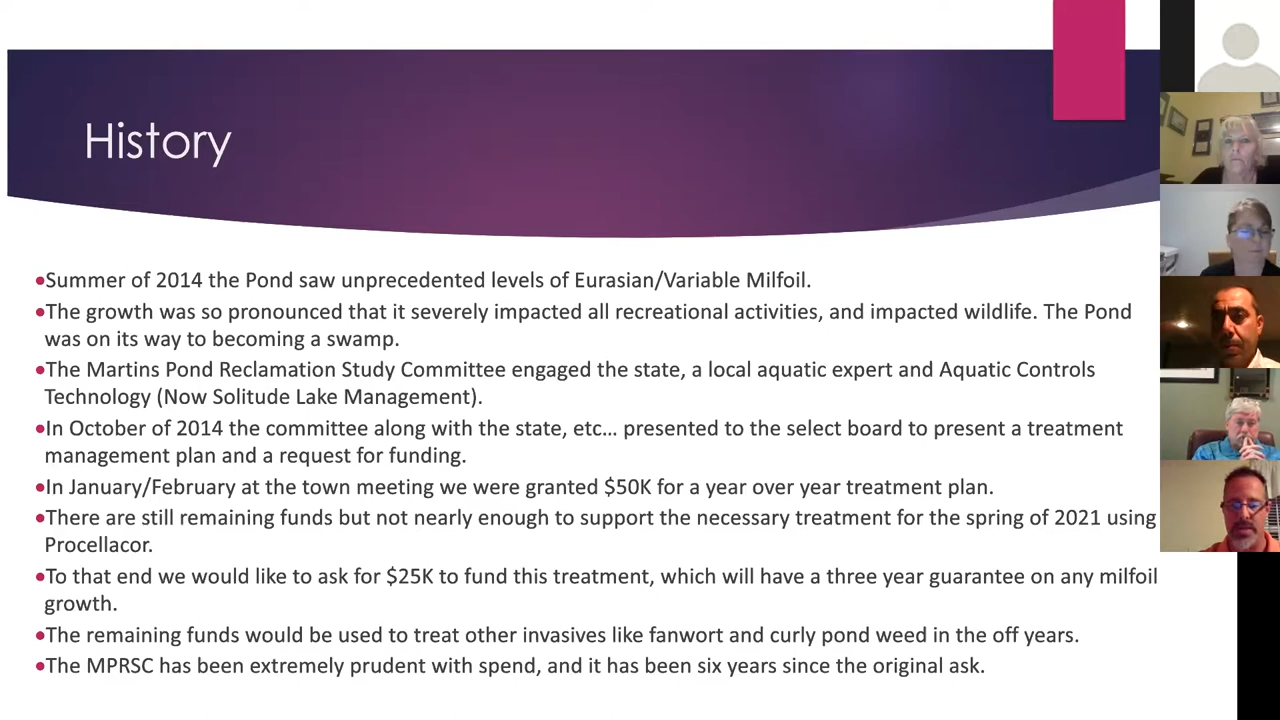 History
•Summer of 2014 the Pond saw unprecedented levels of Eurasian/Variable Milfoil.
•The growth was so pronounced that it severely impacted all recreational activities, and impacted wildlife. The Pond
was on its way to becoming a swamp.
•The Martins Pond Reclamation Study Committee engaged the state, a local aquatic expert and Aquatic Controls
Technology (Now Solitude Lake Management).
•In October of 2014 the committee along with the state, etc... presented to the select board to present a treatment
management plan and a request for funding.
•In January/February at the town meeting we were granted $50K for a year over year treatment plan.
•There are still remaining funds but not nearly enough to support the necessary treatment for the spring of 2021 using
Procellacor.
•To that end we would like to ask for $25K to fund this treatment, which will have a three year guarantee on any milfoil
growth.
•The remaining funds would be used to treat other invasives like fanwort and curly pond weed in the off years.
•The MPRSC has been extremely prudent with spend, and it has been six years since the original ask.